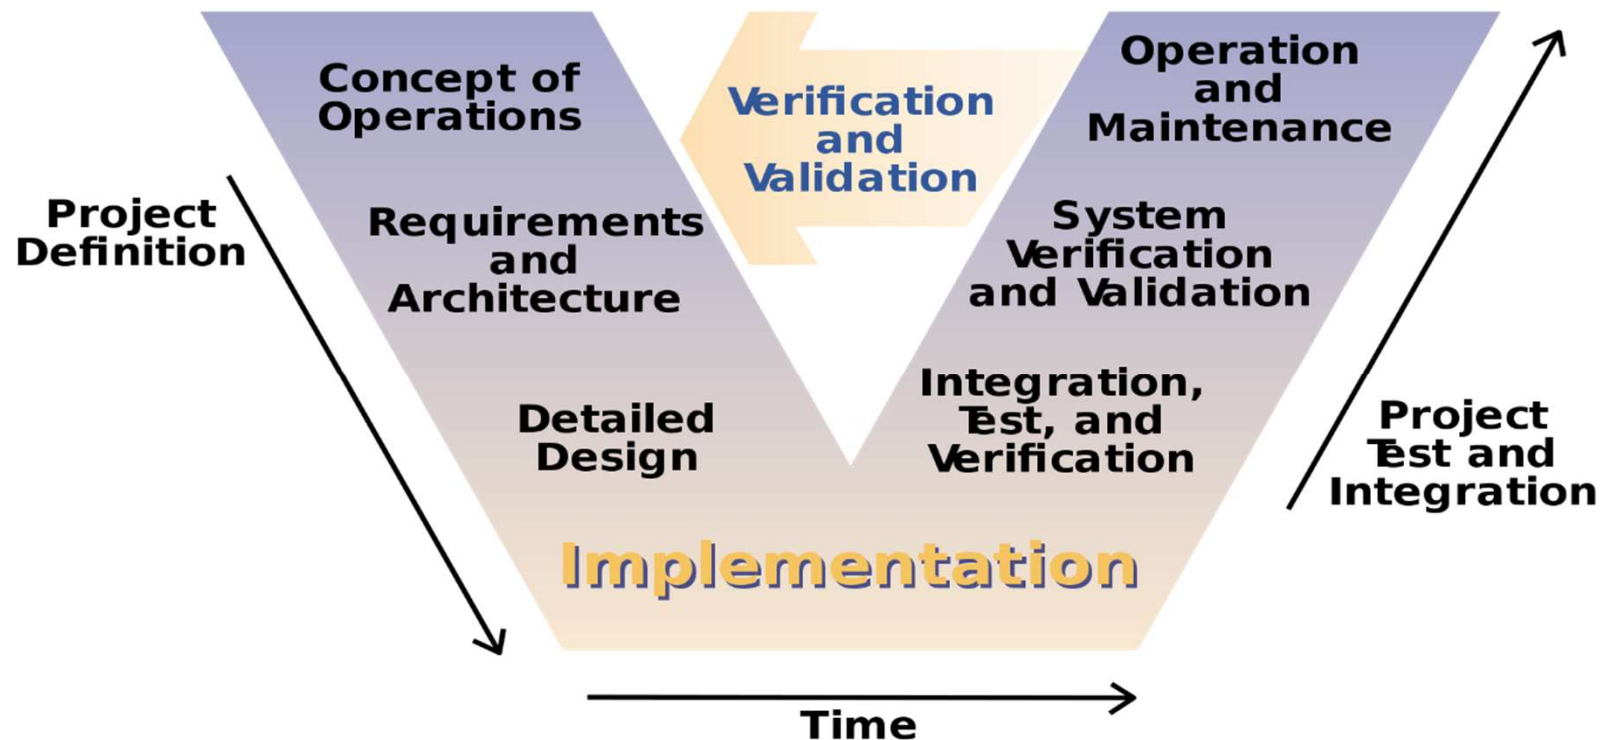 Concept of
Operations
Verification
and
Validation
Operation
and
Maintenance
Project
Definition
Requirements
and
Architecture
System
Verification
and Validation
Detailed
Design
Integration,
Test, and
Verification
Project
Test and
Integration
Implementation
Time